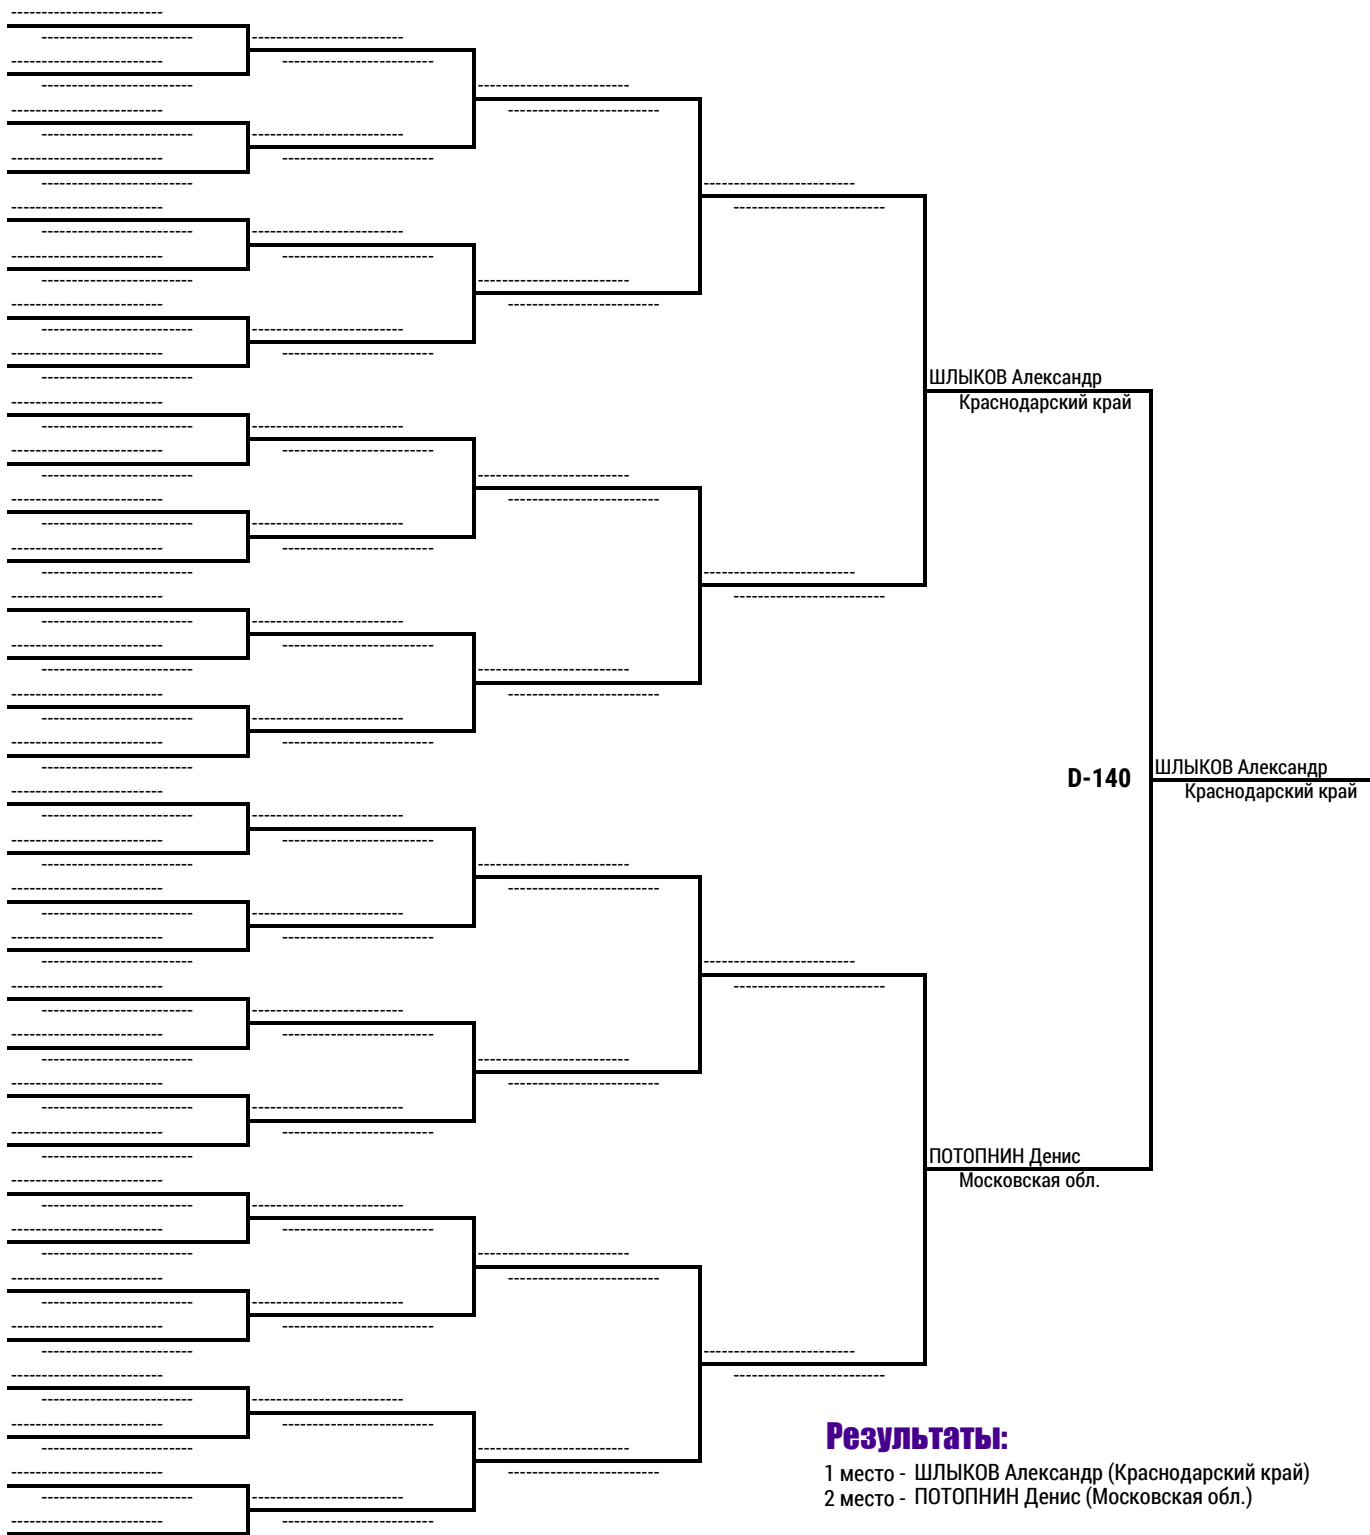 ШЛЫКОВ Александр
Краснодарский край
D-140
ШЛЫКОВ Александр
Краснодарский край
ПОТОПНИН Денис
Московская обл.
Результаты:
1 место - ШЛЫКОВ Александр (Краснодарский край)
2 место - ПОТОПНИН Денис (Московская обл.)